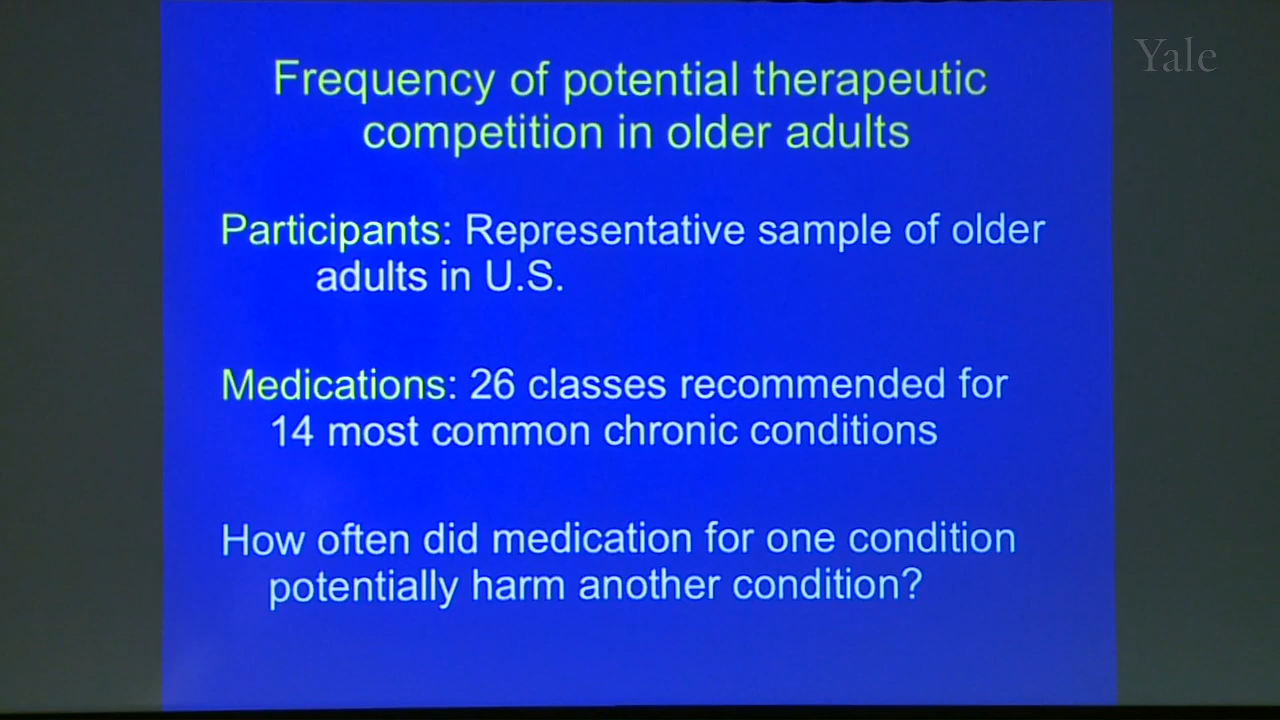 Yale
Frequency of potential therapeutic
competition in older adults
Participants: Representative sample of older
adults in U.S.
Medications: 26 classes recommended for
14 most common chronic conditions
How often did medication for one condition
potentially harm another condition?